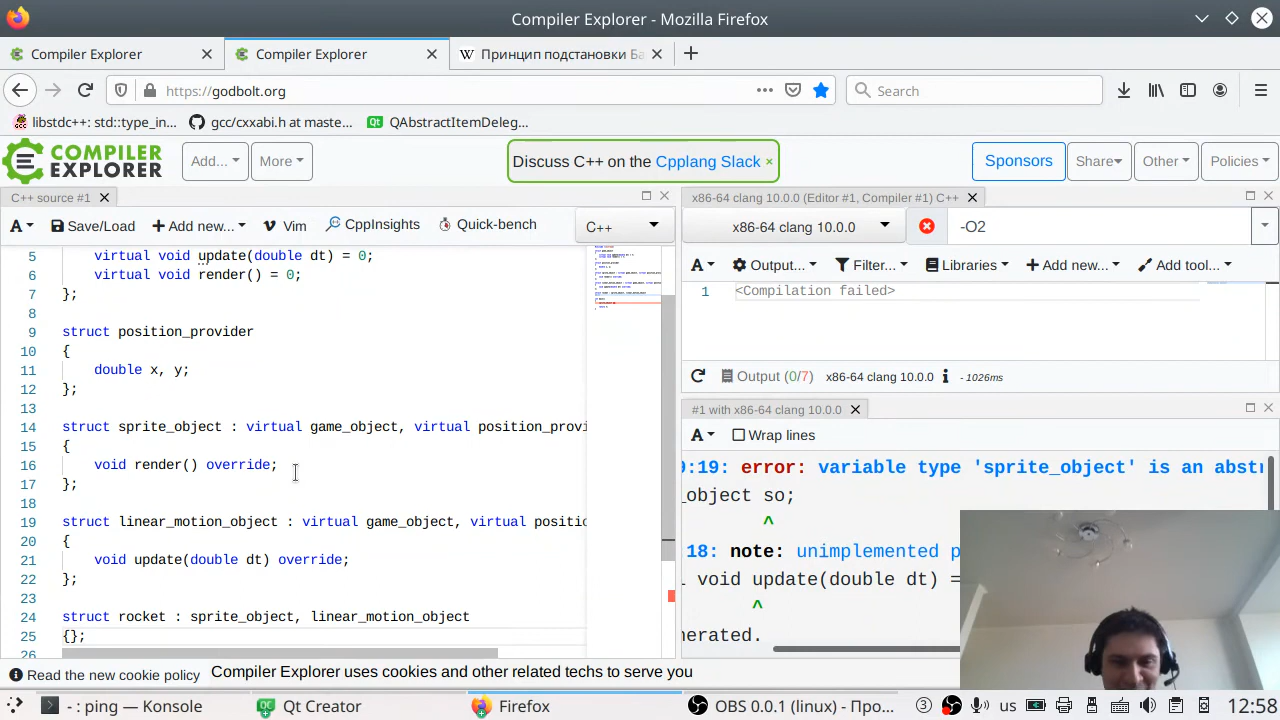 Compiler Explorer - Mozilla Firefox
Compiler Explorer
Compiler Explorer
W Принцип подстановки Ба
https://godbolt.org
Search
libstdc++: std::type_in...
gcc/cxxabi.h at maste...
Qt QAbstractItemDeleg...
COMPILER EXPLORER
Add...
More
Discuss C++ on the Cpplang Slack ×
Sponsors
Share
Other
Policies
C++ source #1
A
Save/Load
Add new...
Vim
CppInsights
Quick-bench
C++
5 virtual void update(double dt) = 0;
6 virtual void render() = 0;
7 };
8
9 struct position_provider
10 {
11 double x, y;
12 };
13
14 struct sprite_object : virtual game_object, virtual position_provi
15 {
16 void render() override;
17 };
18
19 struct linear_motion_object : virtual game_object, virtual positio
20 {
21 void update(double dt) override;
22 };
23
24 struct rocket : sprite_object, linear_motion_object
25 {};
26
x86-64 clang 10.0.0 (Editor #1, Compiler #1) C++
x86-64 clang 10.0.0
-O2
A
Output...
Filter...
Libraries
Add new...
Add tool...
1 <Compilation failed>
Output (0/7) x86-64 clang 10.0.0 - 1026ms
#1 with x86-64 clang 10.0.0
A
Wrap lines
9:19: error: variable type 'sprite_object' is an abst
_object so;
^
18: note: unimplemented p
void update(double dt) =
^
nerated.
Read the new cookie policy
Compiler Explorer uses cookies and other related techs to serve you
- : ping — Konsole
Qt Creator
Firefox
OBS 0.0.1 (linux) - Про...
3
us
12:58